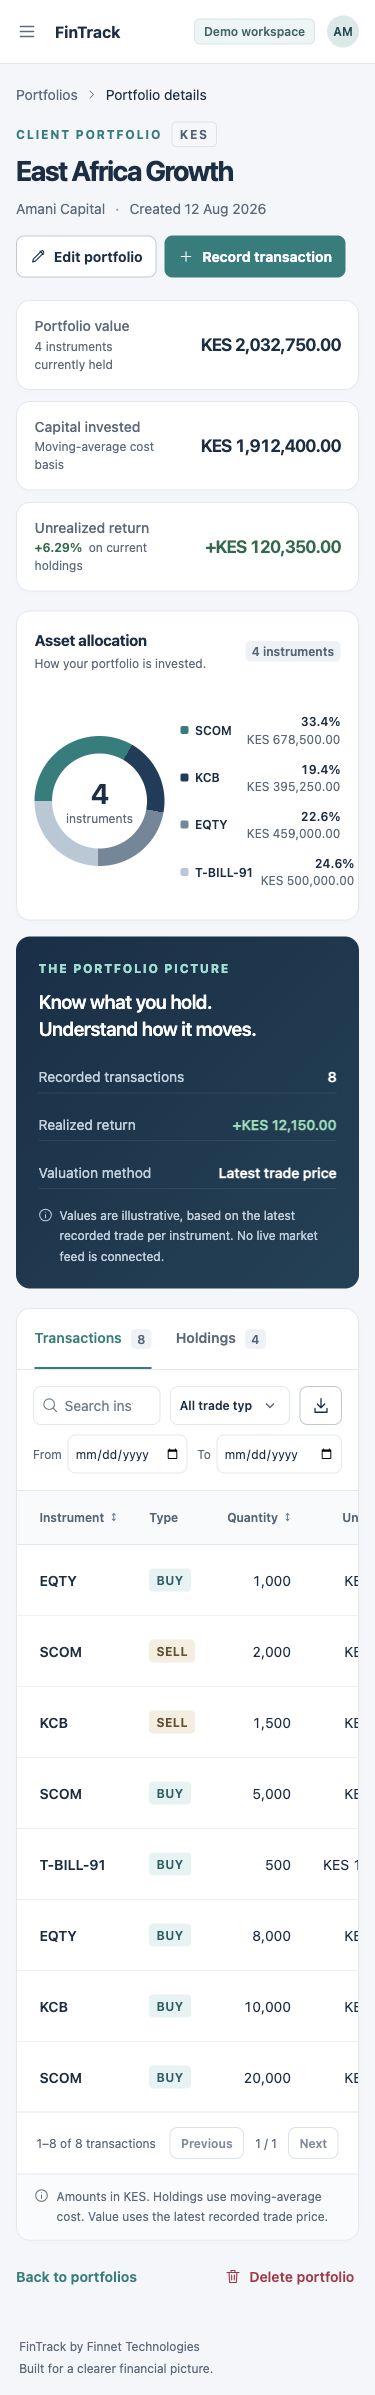 FinTrack
Demo workspace
AM
Portfolios
Portfolio details
CLIENT PORTFOLIO
KES
East Africa Growth
Amani Capital · Created 12 Aug 2026
Edit portfolio
Record transaction
Portfolio value
4 instruments
currently held
KES 2,032,750.00
Capital invested
Moving-average cost
basis
KES 1,912,400.00
Unrealized return
+6.29% on current
holdings
+KES 120,350.00
Asset allocation
How your portfolio is invested.
4 instruments
4
instruments
SCOM
33.4%
KES 678,500.00
KCB
19.4%
KES 395,250.00
EQTY
22.6%
KES 459,000.00
T-BILL-91
24.6%
KES 500,000.00
THE PORTFOLIO PICTURE
Know what you hold.
Understand how it moves.
Recorded transactions 8
Realized return +KES 12,150.00
Valuation method Latest trade price
Values are illustrative, based on the latest
recorded trade per instrument. No live market
feed is connected.
Transactions 8 Holdings 4
Search ins
All trade typ
From mm/dd/yyyy To mm/dd/yyyy
Instrument Type Quantity Un
EQTY BUY 1,000 KE
SCOM SELL 2,000 KE
KCB SELL 1,500 KE
SCOM BUY 5,000 KE
T-BILL-91 BUY 500 KES 1
EQTY BUY 8,000 KE
KCB BUY 10,000 KE
SCOM BUY 20,000 KE
1–8 of 8 transactions Previous 1 / 1 Next
Amounts in KES. Holdings use moving-average
cost. Value uses the latest recorded trade price.
Back to portfolios
Delete portfolio
FinTrack by Finnet Technologies
Built for a clearer financial picture.